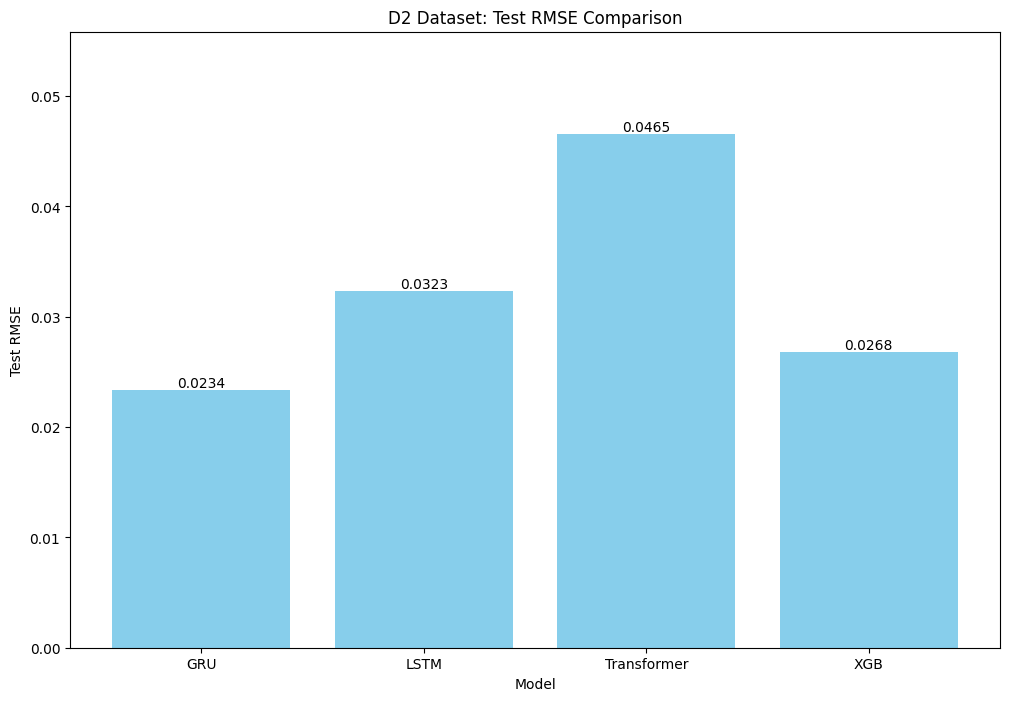 D2 Dataset: Test RMSE Comparison
Test RMSE
0.05
0.04
0.03
0.02
0.01
0.00
0.0234
0.0323
0.0465
0.0268
GRU LSTM Transformer XGB
Model